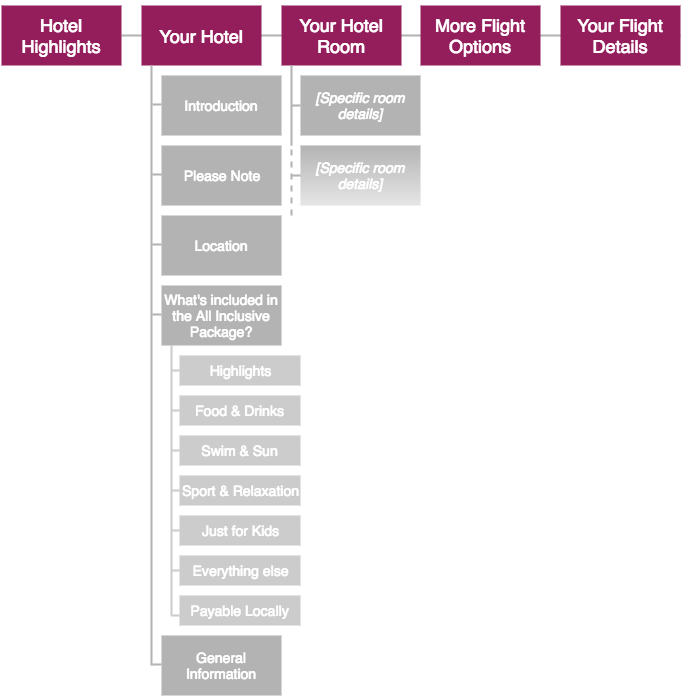 Hotel
Highlights
Your Hotel
Your Hotel
Room
More Flight
Options
Your Flight
Details
Introduction
[Specific room
details]
Please Note
[Specific room
details]
Location
What's included in
the All Inclusive
Package?
Highlights
Food & Drinks
Swim & Sun
Sport & Relaxation
Just for Kids
Everything else
Payable Locally
General
Information